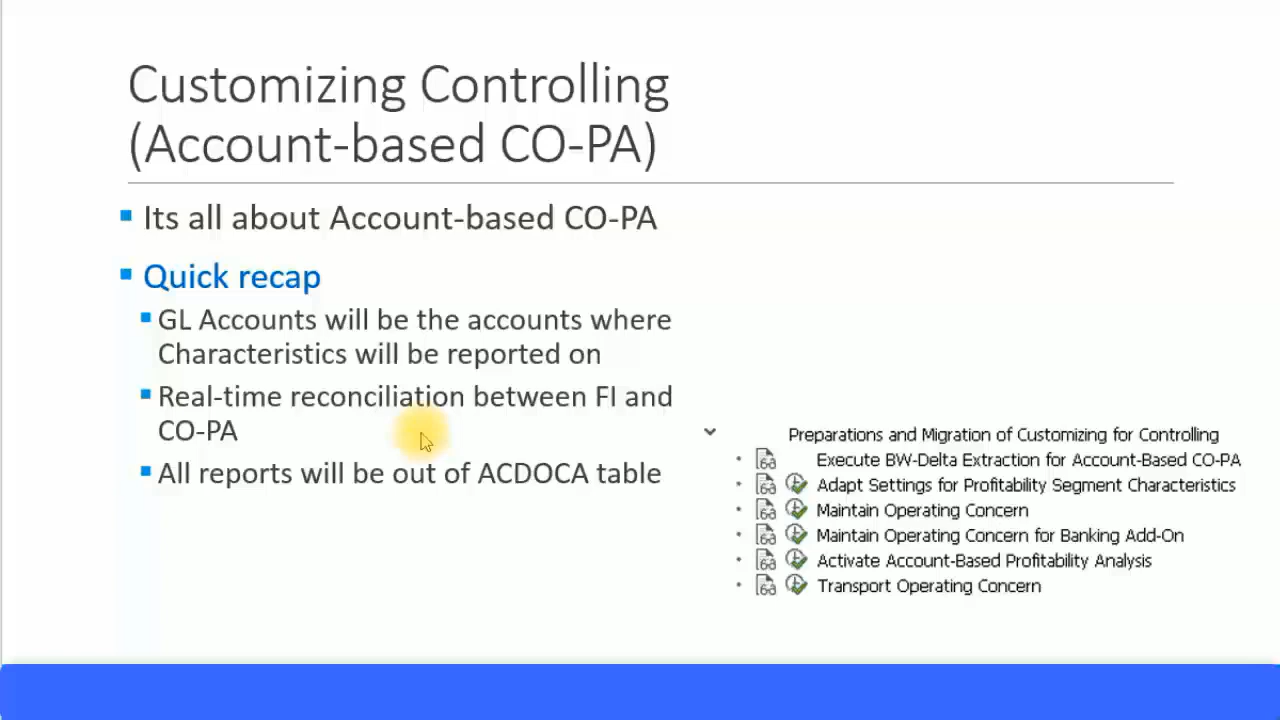 Customizing Controlling
(Account-based CO-PA)
Its all about Account-based CO-PA
Quick recap
GL Accounts will be the accounts where
Characteristics will be reported on
Real-time reconciliation between FI and
CO-PA
All reports will be out of ACDOCA table
Preparations and Migration of Customizing for Controlling
Execute BW-Delta Extraction for Account-Based CO-PA
Adapt Settings for Profitability Segment Characteristics
Maintain Operating Concern
Maintain Operating Concern for Banking Add-On
Activate Account-Based Profitability Analysis
Transport Operating Concern